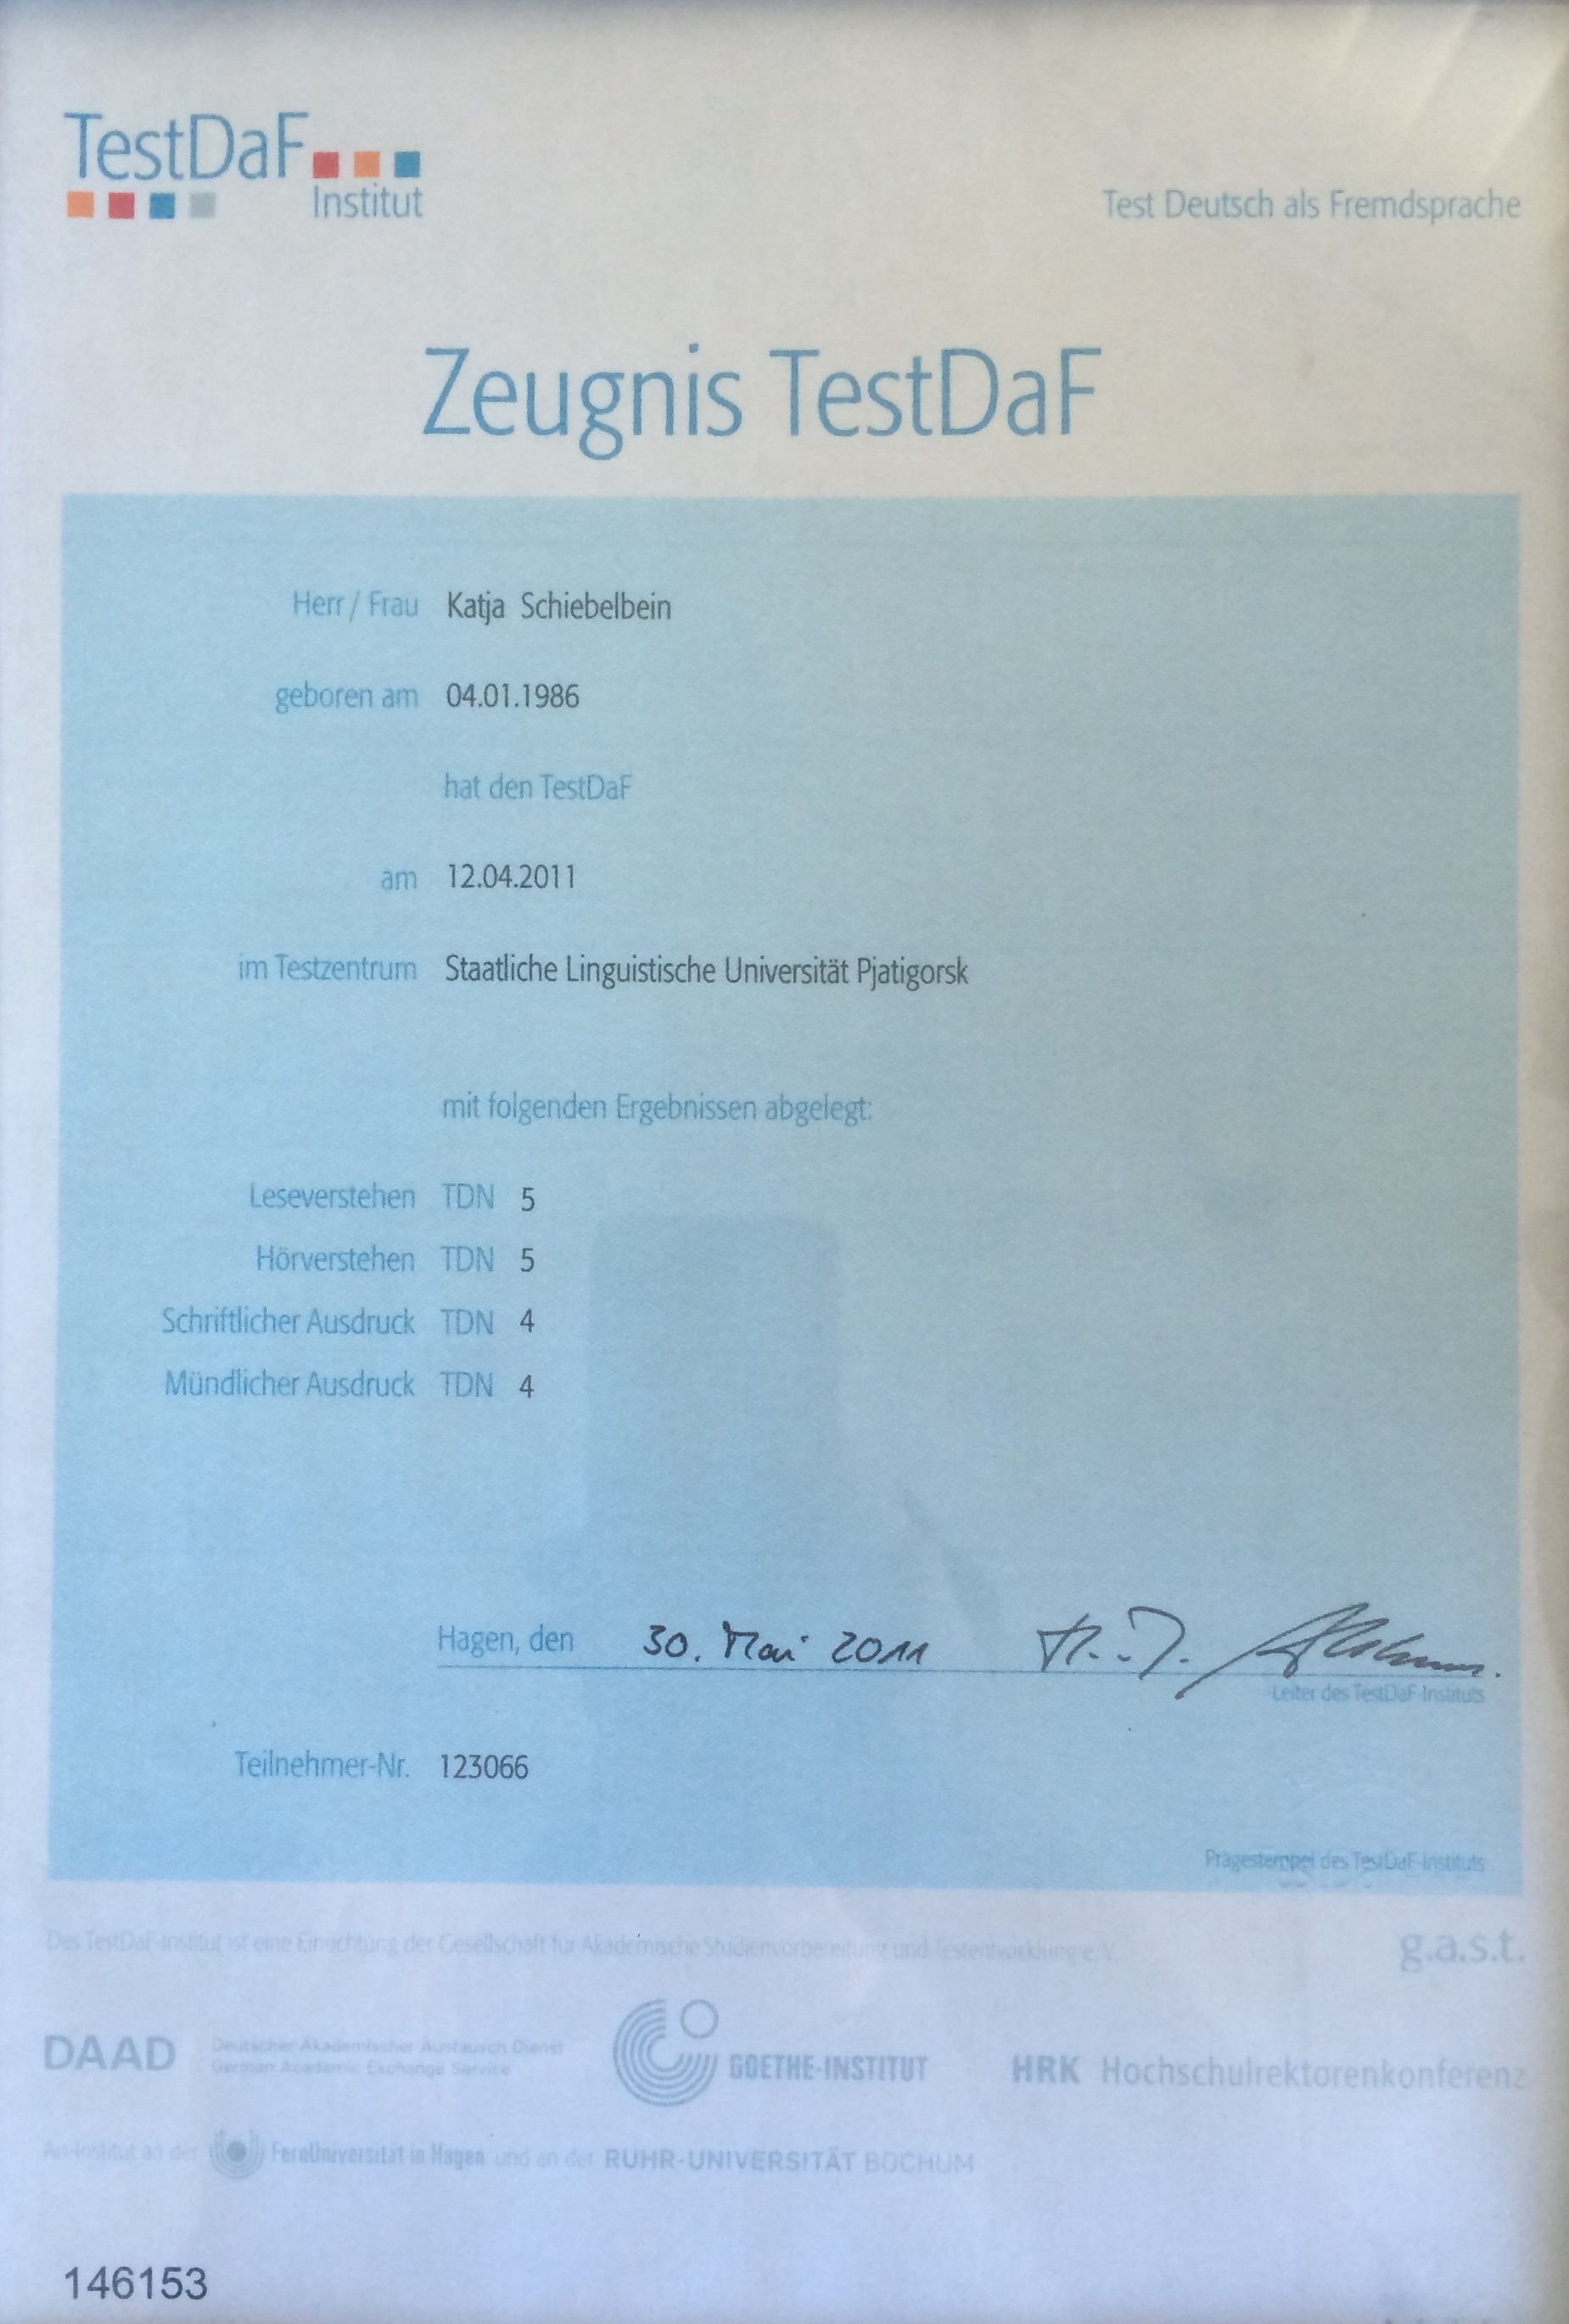 TestDaF
Institut
Test Deutsch als Fremdsprache
Zeugnis TestDaF
Herr / Frau Katja Schiebelbein
geboren am 04.01.1986
hat den TestDaF
am 12.04.2011
im Testzentrum Staatliche Linguistische Universität Pjatigorsk
mit folgenden Ergebnissen abgelegt:
Leseverstehen TDN 5
Hörverstehen TDN 5
Schriftlicher Ausdruck TDN 4
Mündlicher Ausdruck TDN 4
Hagen, den 30. Mai 2011
Leiter des TestDaF-Instituts
Teilnehmer-Nr. 123066
Prägestempel des TestDaF-Instituts
Das TestDaF-Institut ist eine Einrichtung der Gesellschaft für Akademische Studienvorbereitung und Testentwicklung e. V.
g.a.s.t.
DAAD Deutscher Akademischer Austausch Dienst
German Academic Exchange Service
GOETHE-INSTITUT
HRK Hochschulrektorenkonferenz
An-Institut an der FernUniversität in Hagen und an der RUHR-UNIVERSITÄT BOCHUM
146153